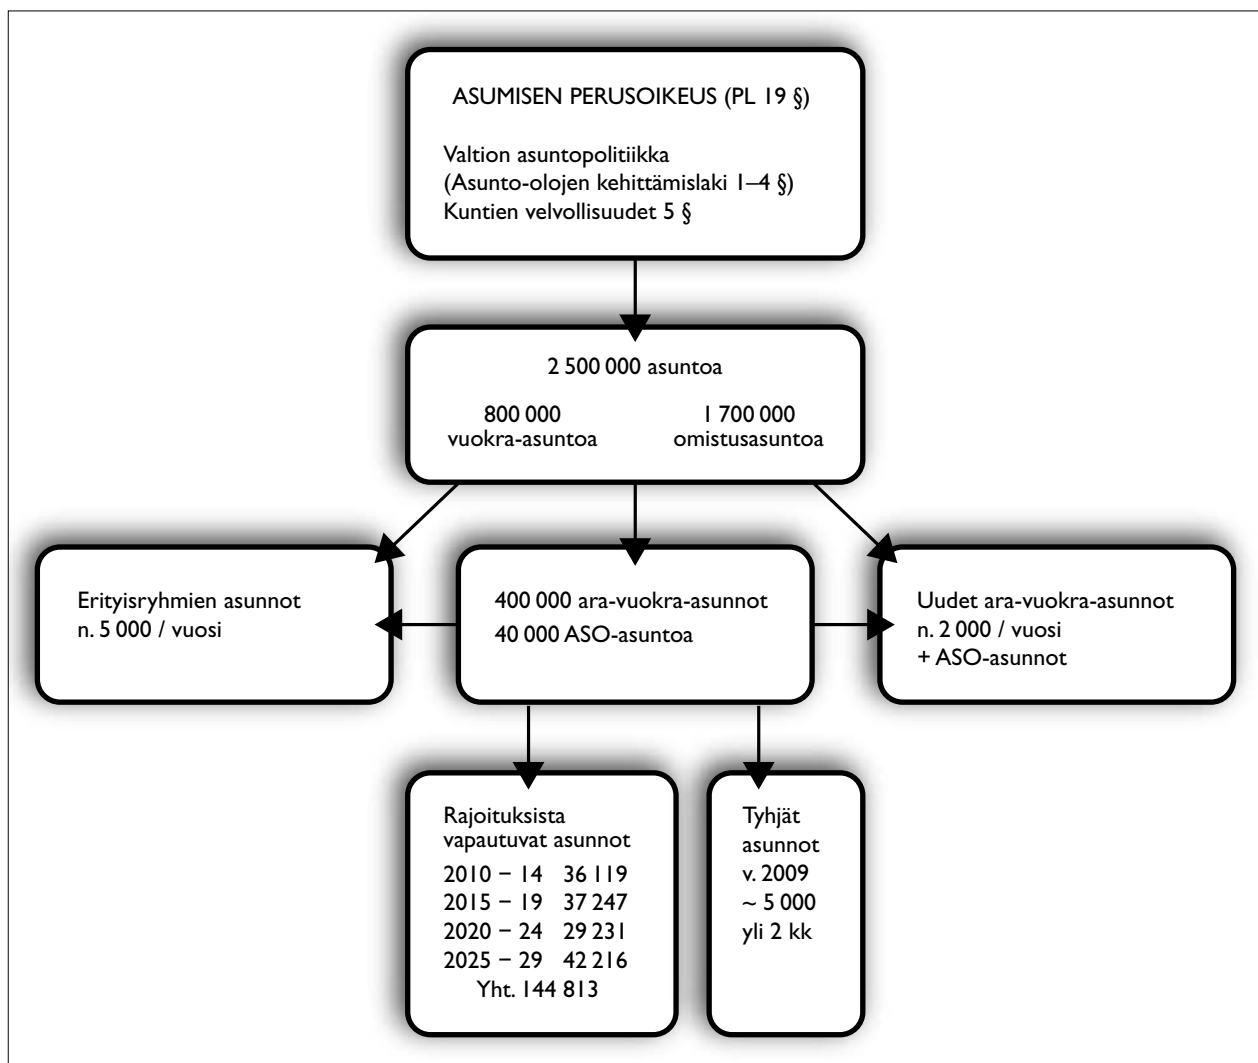 ASUMISEN PERUSOIKEUS (PL 19 §)
Valtion asuntopolitiikka
(Asunto-olojen kehittämislaki 1–4 §)
Kuntien velvollisuudet 5 §
2 500 000 asuntoa
800 000
vuokra-asuntoa
1 700 000
omistusasuntoa
Erityisryhmien asunnot
n. 5 000 / vuosi
400 000 ara-vuokra-asunnot
40 000 ASO-asuntoa
Uudet ara-vuokra-asunnot
n. 2 000 / vuosi
+ ASO-asunnot
Rajoituksista
vapautuvat asunnot
2010 – 14 36 119
2015 – 19 37 247
2020 – 24 29 231
2025 – 29 42 216
Yht. 144 813
Tyhjät
asunnot
v. 2009
~ 5 000
yli 2 kk